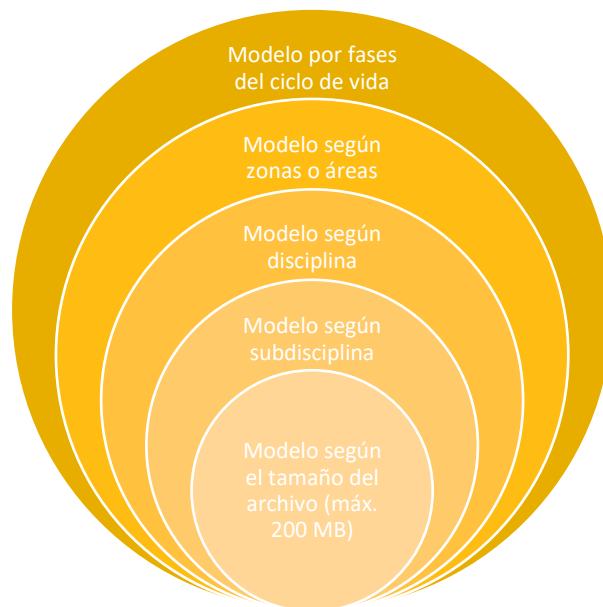 Modelo por fases
del ciclo de vida
Modelo según
zonas o áreas
Modelo según
disciplina
Modelo según
subdisciplina
Modelo según
el tamaño del
archivo (máx.
200 MB)